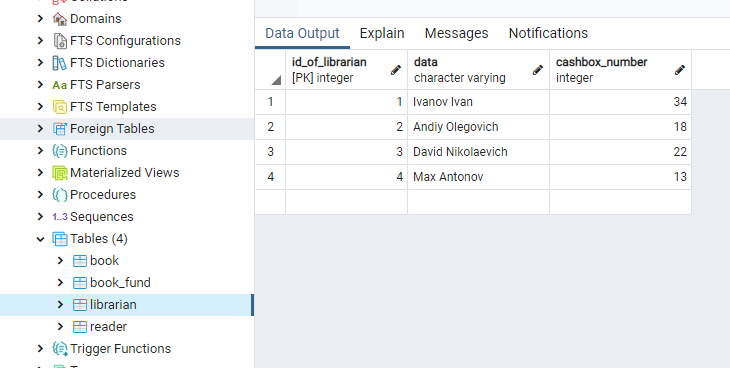 Domains
FTS Configurations
FTS Dictionaries
Aa FTS Parsers
FTS Templates
Foreign Tables
Functions
Materialized Views
Procedures
1..3 Sequences
Tables (4)
book
book_fund
librarian
reader
Trigger Functions
Data Output Explain Messages Notifications
id_of_librarian data cashbox_number
[PK] integer character varying integer
1 1 Ivanov Ivan 34
2 2 Andiy Olegovich 18
3 3 David Nikolaevich 22
4 4 Max Antonov 13